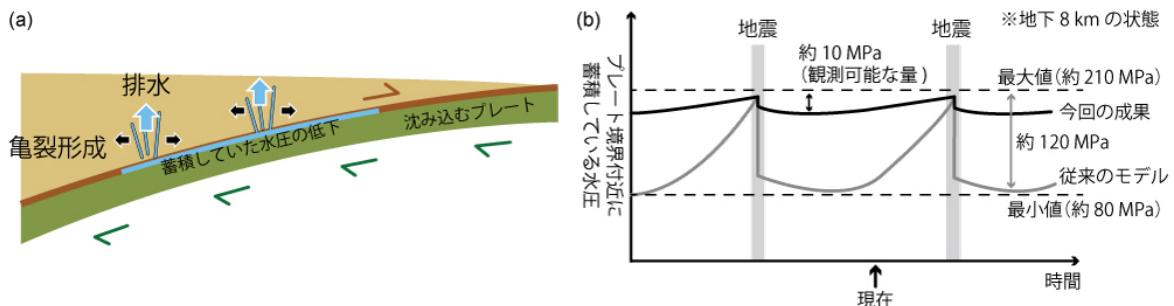 (a)
排水
亀裂形成
蓄積していた水圧の低下
沈み込むプレート
(b)
プレート境界付近に
蓄積している水圧
地震
地震
※地下 8 km の状態
約 10 MPa
(観測可能な量)
最大値(約 210 MPa)
今回の成果
約 120 MPa
従来のモデル
最小値(約 80 MPa)
時間
現在